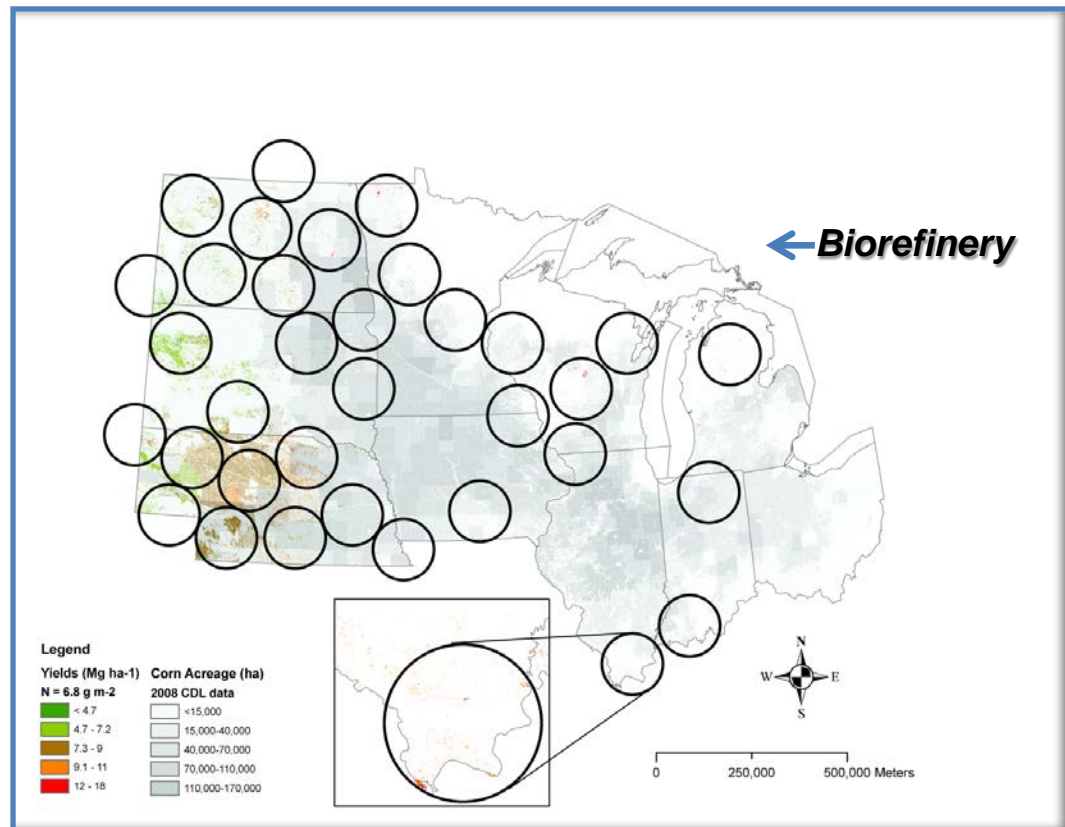 Biorefinery
Legend
Yields (Mg ha-1)
N = 6.8 g m-2
< 4.7
4.7 - 7.2
7.3 - 9
9.1 - 11
12 - 18
Corn Acreage (ha)
2008 CDL data
<15,000
15,000-40,000
40,000-70,000
70,000-110,000
110,000-170,000
N
W
E
S
0
250,000
500,000 Meters